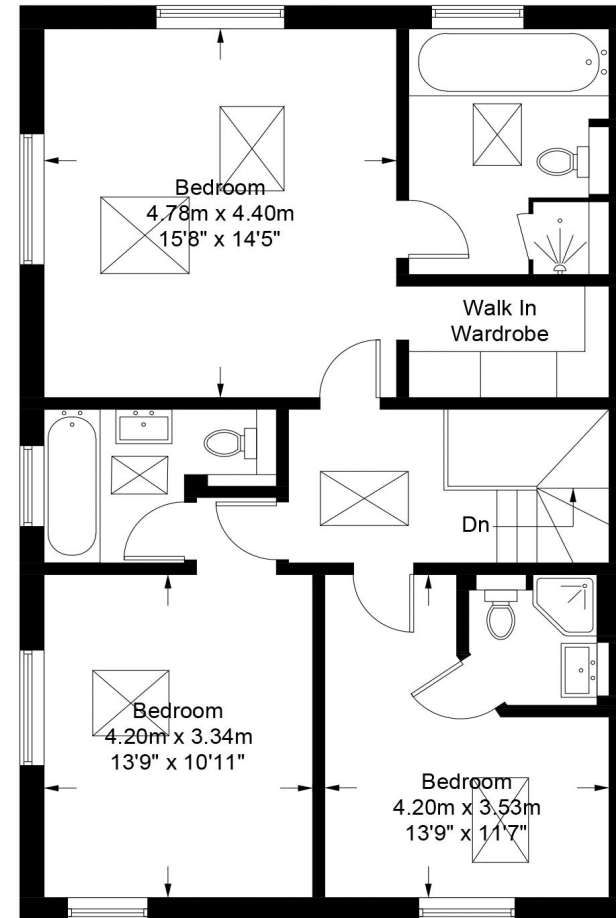 Bedroom
4.78m x 4.40m
15'8" x 14'5"
Walk In
Wardrobe
Dn
Bedroom
4.20m x 3.34m
13'9" x 10'11"
Bedroom
4.20m x 3.53m
13'9" x 11'7"